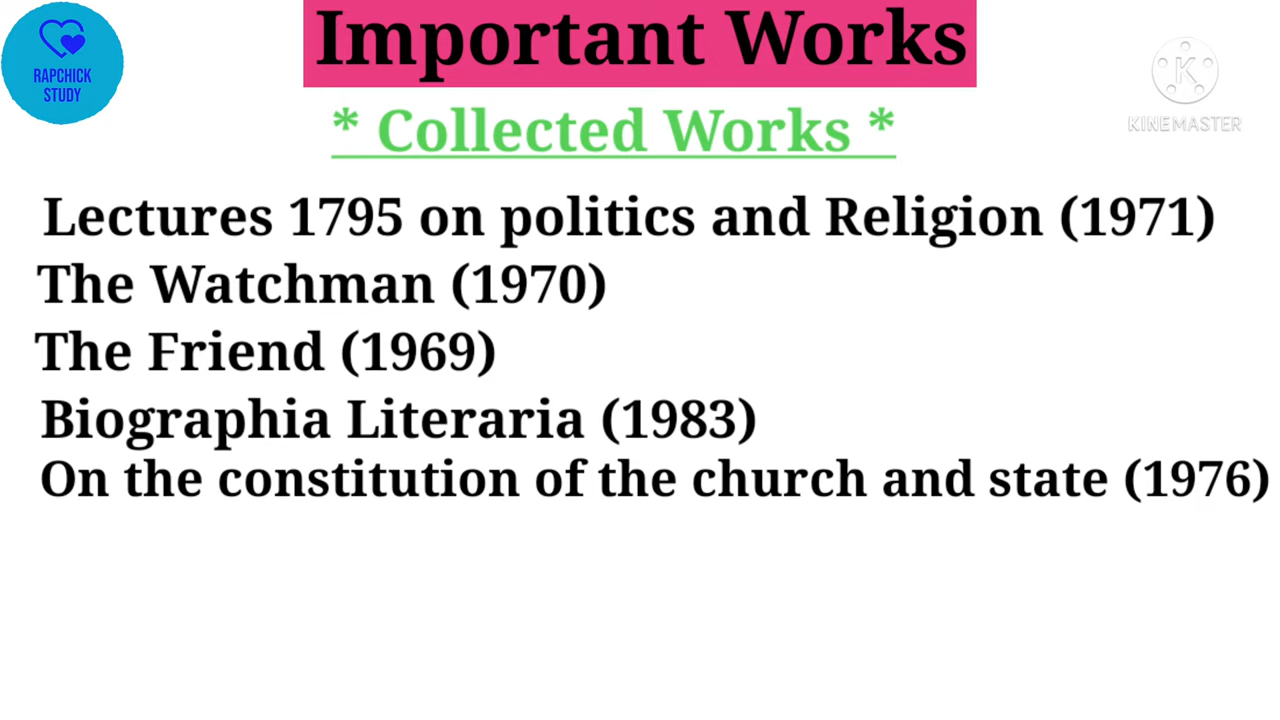 Important Works
RAPCHICK
STUDY
KINEMASTER
* Collected Works *
Lectures 1795 on politics and Religion (1971)
The Watchman (1970)
The Friend (1969)
Biographia Literaria (1983)
On the constitution of the church and state (1976)